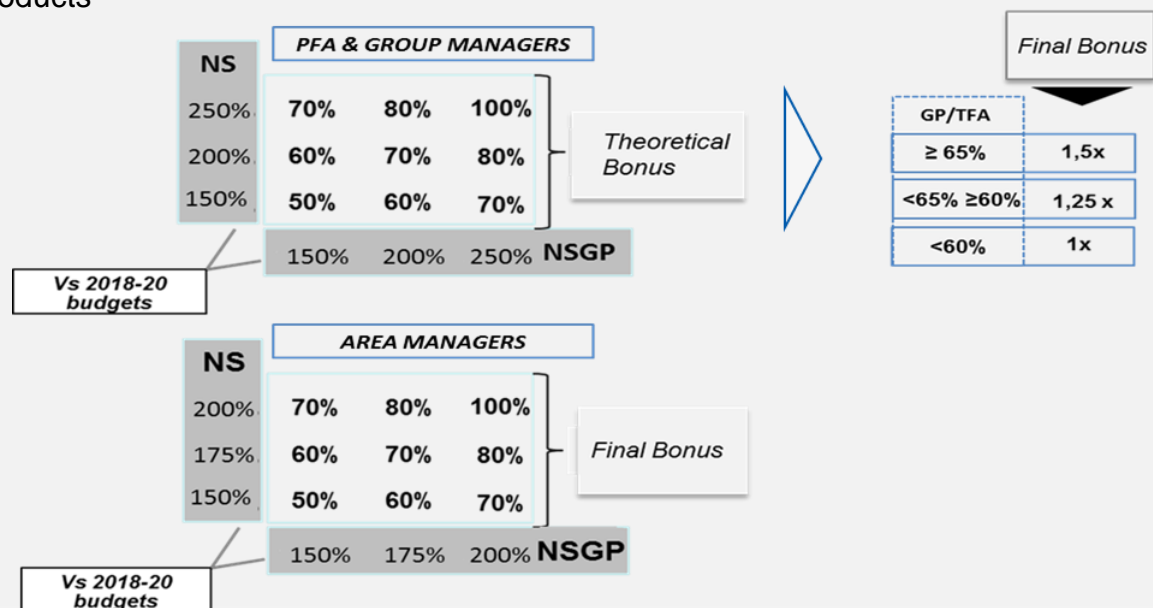 oducts
PFA & GROUP MANAGERS
NS
250% 70% 80% 100%
200% 60% 70% 80%
150% 50% 60% 70%
150% 200% 250% NSGP
Theoretical
Bonus
Vs 2018-20
budgets
Final Bonus
GP/TFA
≥ 65% 1,5x
<65% ≥60% 1,25 x
<60% 1x
AREA MANAGERS
NS
200% 70% 80% 100%
175% 60% 70% 80%
150% 50% 60% 70%
150% 175% 200% NSGP
Final Bonus
Vs 2018-20
budgets